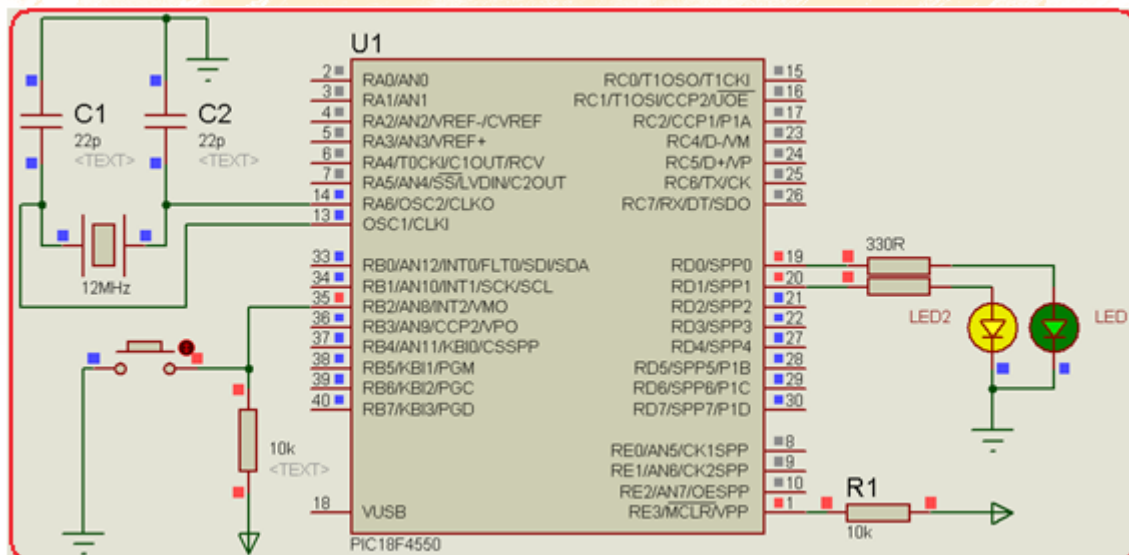 U1
2
RA0/AN0
3
RA1/AN1
4
RA2/AN2/VREF-/CVREF
5
RA3/AN3/VREF+
6
RA4/T0CKI/C1OUT/RCV
7
RA5/AN4/SS/LVDIN/C2OUT
14
RA6/OSC2/CLKO
13
OSC1/CLKI
33
RB0/AN12/INT0/FLT0/SDI/SDA
34
RB1/AN10/INT1/SCK/SCL
35
RB2/AN8/INT2/VMO
36
RB3/AN9/CCP2/VPO
37
RB4/AN11/KBI0/CSSPP
38
RB5/KBI1/PGM
39
RB6/KBI2/PGC
40
RB7/KBI3/PGD
18
VUSB
RC0/T1OSO/T1CKI
15
RC1/T1OSI/CCP2/UOE
16
RC2/CCP1/P1A
17
RC4/D-/VM
23
RC5/D+/VP
24
RC6/TX/CK
25
RC7/RX/DT/SDO
26
RD0/SPP0
19
RD1/SPP1
20
RD2/SPP2
21
RD3/SPP3
22
RD4/SPP4
27
RD5/SPP5/P1B
28
RD6/SPP6/P1C
29
RD7/SPP7/P1D
30
RE0/AN5/CK1SPP
8
RE1/AN6/CK2SPP
9
RE2/AN7/OESPP
10
RE3/MCLR/VPP
1
PIC18F4550
C1
22p
<TEXT>
C2
22p
<TEXT>
12MHz
10k
<TEXT>
330R
LED2
LED
R1
10k